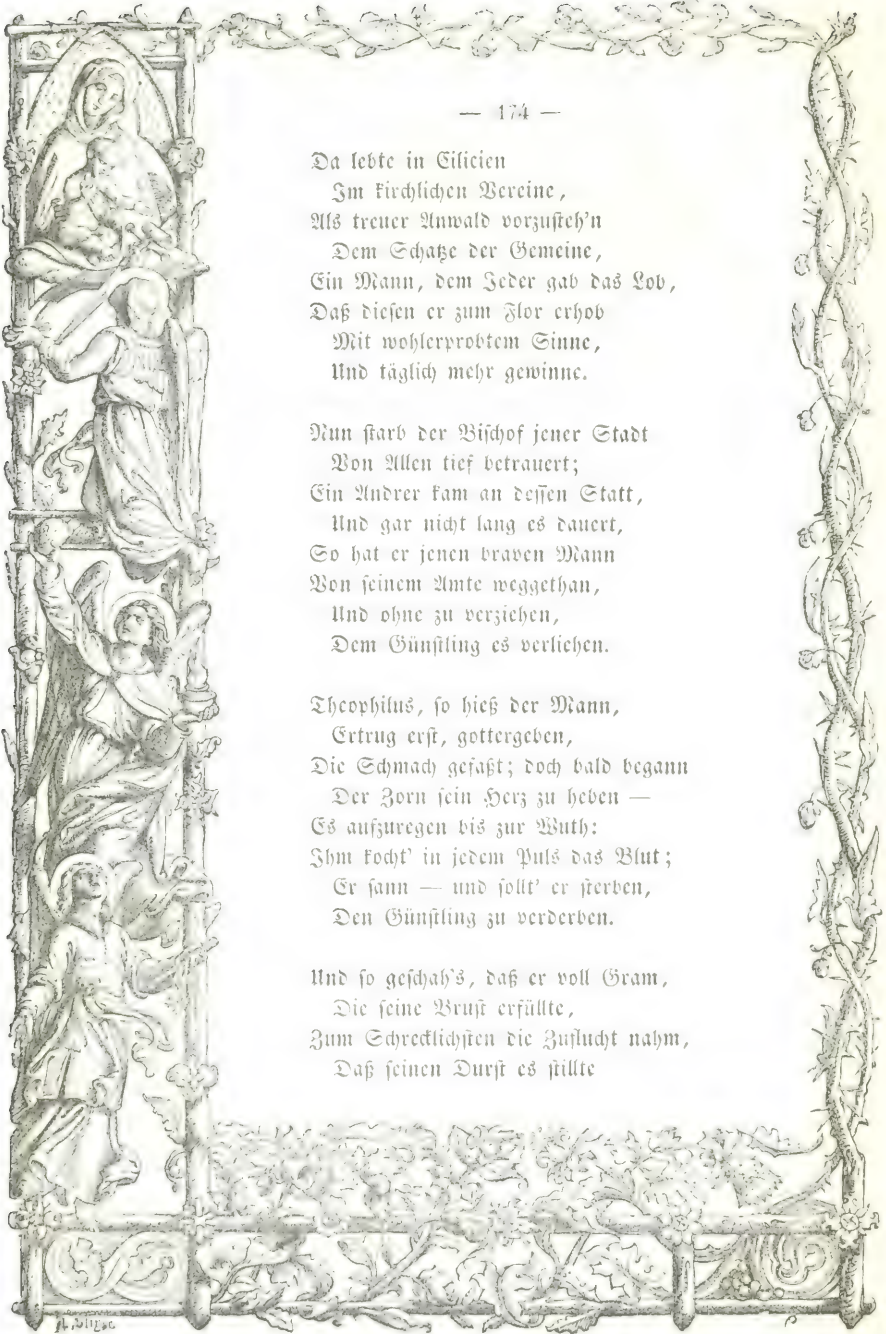 — 174 —
Da lebte in Cilicien
Im kirchlichen Vereine,
Als treuer Anwald vorzusteh'n
Dem Schatze der Gemeine,
Ein Mann, dem Jeder gab das Lob,
Daß diesen er zum Flor erhob
Mit wohlerprobtem Sinne,
Und täglich mehr gewinne.

Nun starb der Bischof jener Stadt
Von Allen tief betrauert;
Ein Andrer kam an dessen Statt,
Und gar nicht lang es dauert,
So hat er jenen braven Mann
Von seinem Amte weggethan,
Und ohne zu verziehen,
Dem Günstling es verliehen.

Theophilus, so hieß der Mann,
Ertrug erst, gottergeben,
Die Schmach gefaßt; doch bald begann
Der Zorn sein Herz zu heben —
Es aufzuregen bis zur Wuth:
Ihm kocht' in jedem Puls das Blut;
Er sann — und sollt' er sterben,
Den Günstling zu verderben.

Und so geschah's, daß er voll Gram,
Die seine Brust erfüllte,
Zum Schrecklichsten die Zuflucht nahm,
Daß seinen Durst es stillte